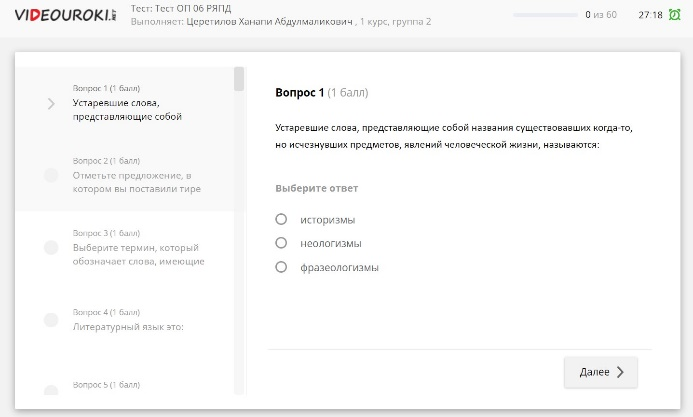 VIDEOUROKI.NET
Тест: Тест ОП 06 РЯПД
Выполняет: Церетилов Ханапи Абдулмаликович , 1 курс, группа 2
0 из 60
27:18
Вопрос 1 (1 балл)
Устаревшие слова,
представляющие собой
Вопрос 2 (1 балл)
Отметьте предложение, в
котором вы поставили тире
Вопрос 3 (1 балл)
Выберите термин, который
обозначает слова, имеющие
Вопрос 4 (1 балл)
Литературный язык это:
Вопрос 5 (1 балл)
Вопрос 1 (1 балл)
Устаревшие слова, представляющие собой названия существовавших когда-то,
но исчезнувших предметов, явлений человеческой жизни, называются:
Выберите ответ
историзмы
неологизмы
фразеологизмы
Далее